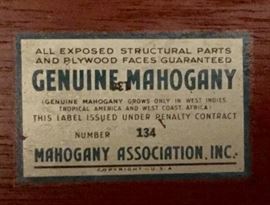 ALL EXPOSED STRUCTURAL PARTS
AND PLYWOOD FACES GUARANTEED
GENUINE MAHOGANY
(GENUINE MAHOGANY GROWS ONLY IN WEST INDIES,
TROPICAL AMERICA AND WEST COAST, AFRICA)
THIS LABEL ISSUED UNDER PENALTY CONTRACT
NUMBER 134
MAHOGANY ASSOCIATION, INC.
COPYRIGHT - U.S.A